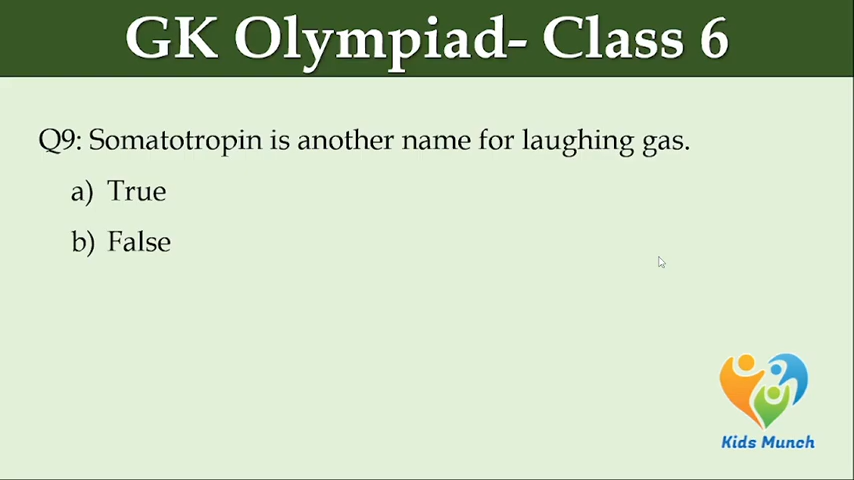 GK Olympiad- Class 6
Q9: Somatotropin is another name for laughing gas.
a) True
b) False
Kids Munch